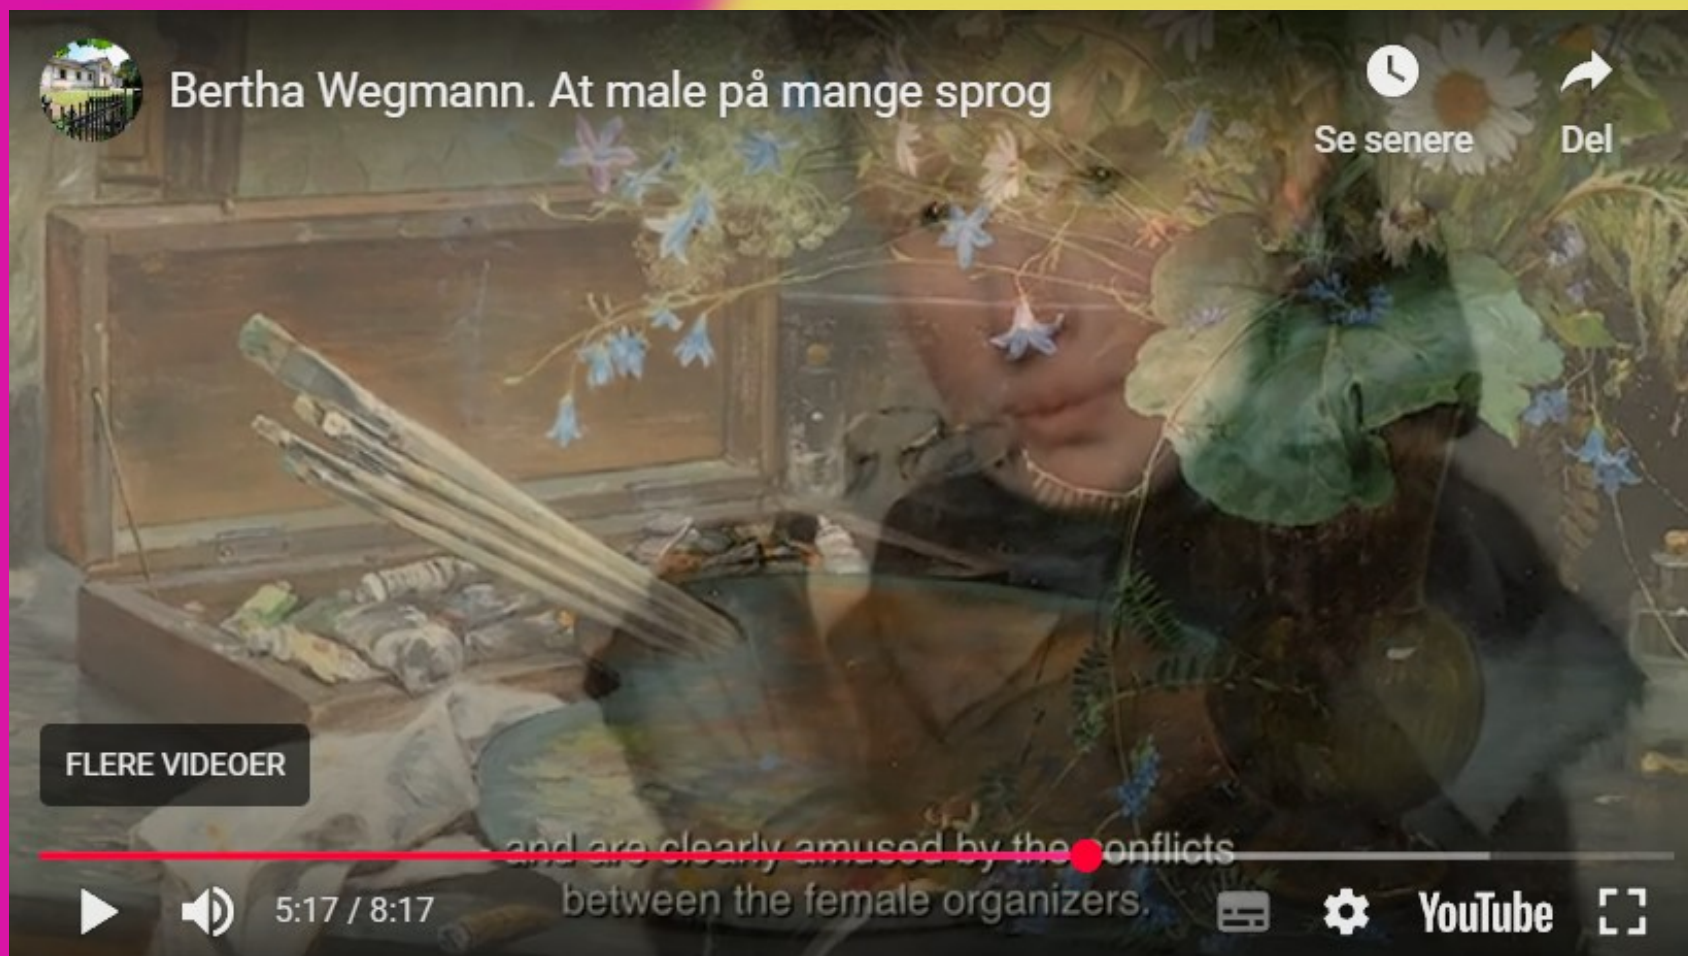 Bertha Wegmann. At male på mange sprog
Se senere
Del
FLERE VIDEOER
and are clearly amused by the conflicts
between the female organizers.
5:17 / 8:17
YouTube